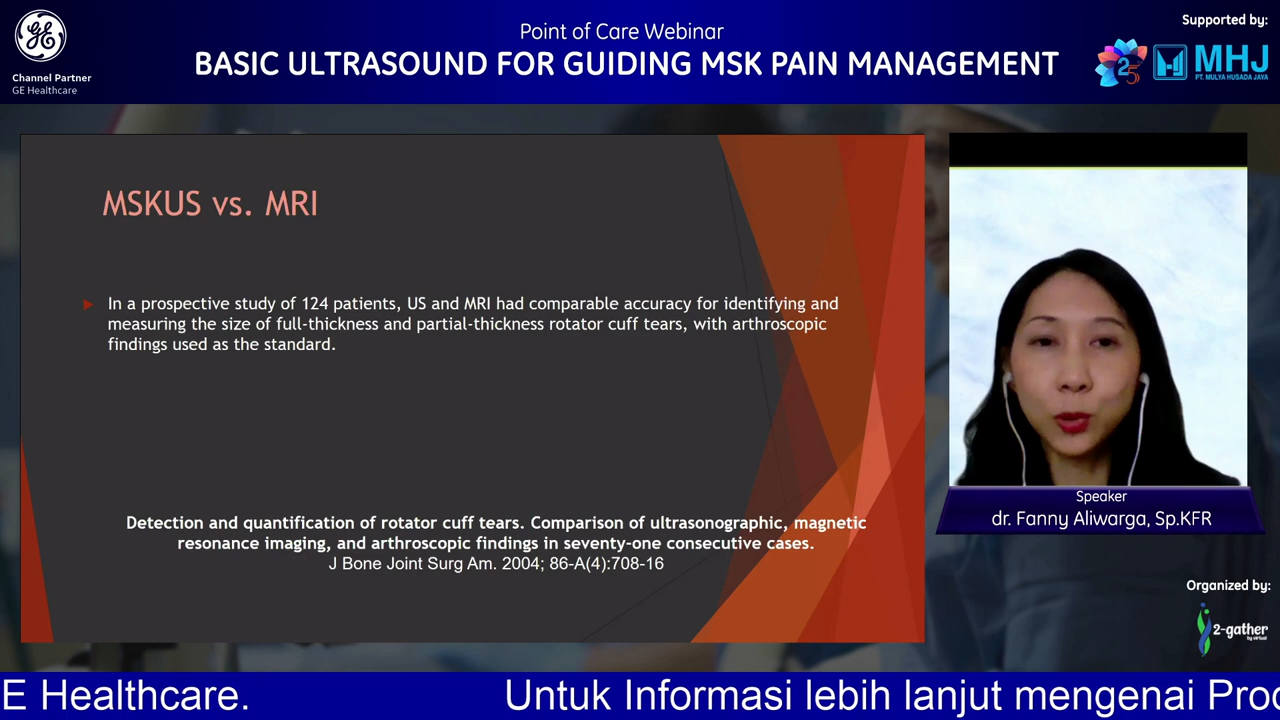 GE
Channel Partner
GE Healthcare
Point of Care Webinar
BASIC ULTRASOUND FOR GUIDING MSK PAIN MANAGEMENT
Supported by:
25
MHJ
PT. MULYA HUSADA JAYA
MSKUS vs. MRI
In a prospective study of 124 patients, US and MRI had comparable accuracy for identifying and
measuring the size of full-thickness and partial-thickness rotator cuff tears, with arthroscopic
findings used as the standard.
Detection and quantification of rotator cuff tears. Comparison of ultrasonographic, magnetic
resonance imaging, and arthroscopic findings in seventy-one consecutive cases.
J Bone Joint Surg Am. 2004; 86-A(4):708-16
Speaker
dr. Fanny Aliwarga, Sp.KFR
Organized by:
2-gather
by virtual
E Healthcare. Untuk Informasi lebih lanjut mengenai Proc